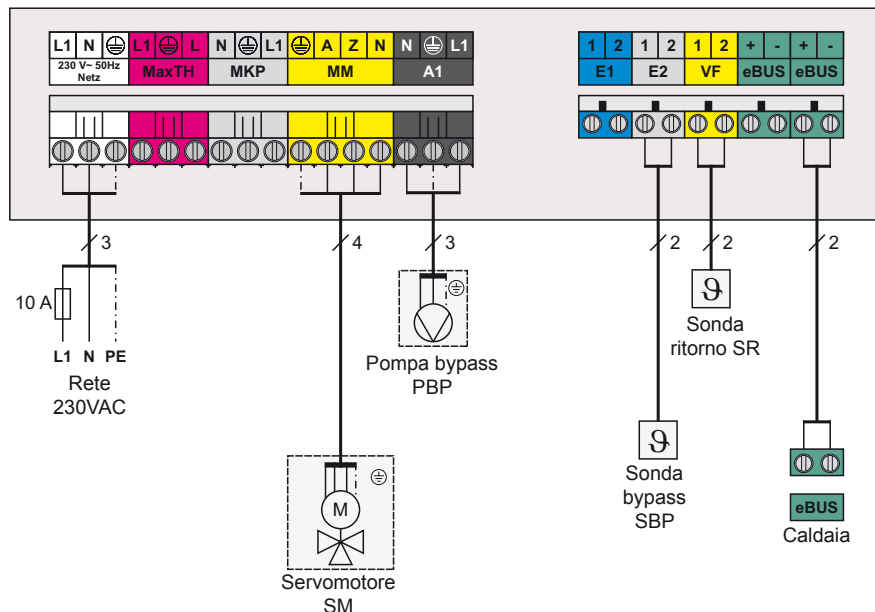 L1 N L1 L N L1 A Z N N L1 1 2 1 2 1 2 + - + -
230 V~ 50Hz
Netz
MaxTH MKP MM A1 E1 E2 VF eBUS eBUS
3 4 3 2 2 2
10 A
L1 N PE
Rete
230VAC
Pompa bypass
PBP
ϑ
Sonda
ritorno SR
M
Servomotore
SM
ϑ
Sonda
bypass
SBP
eBUS
Caldaia